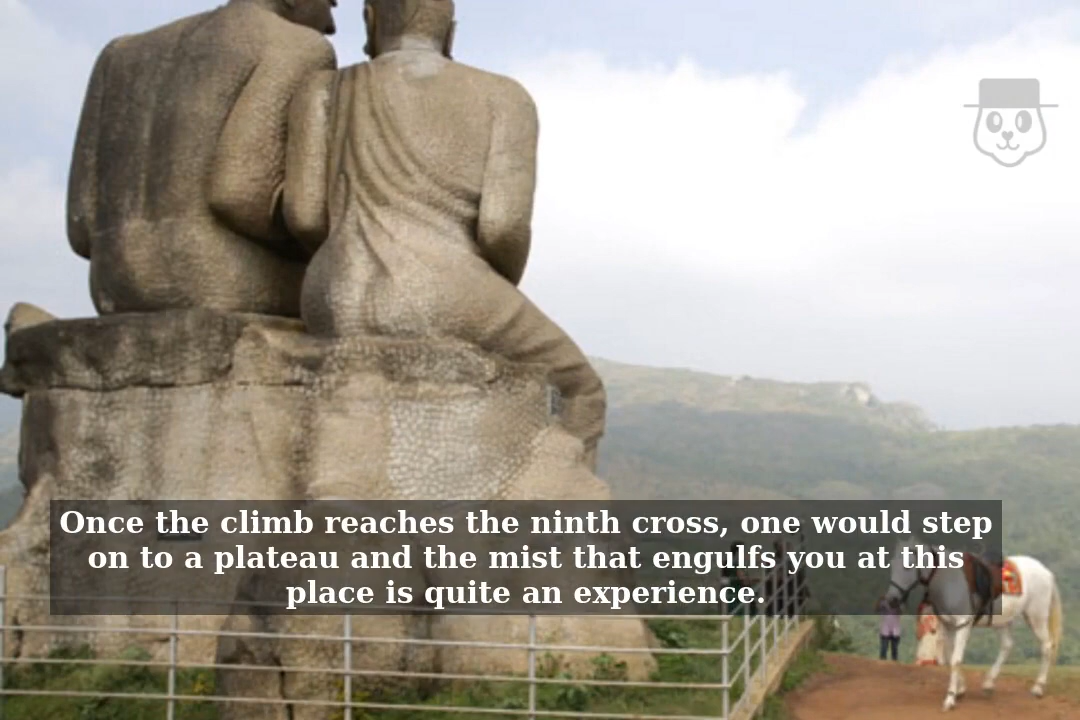 Once the climb reaches the ninth cross, one would step
on to a plateau and the mist that engulfs you at this
place is quite an experience.